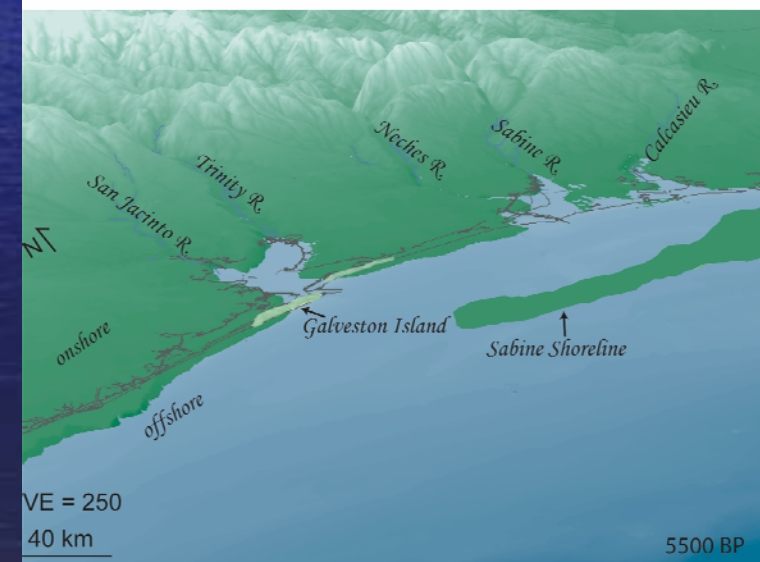 Calcasieu R.
Sabine R.
Neches R.
Trinity R.
San Jacinto R.
N
Galveston Island
Sabine Shoreline
onshore
offshore
VE = 250
40 km
5500 BP